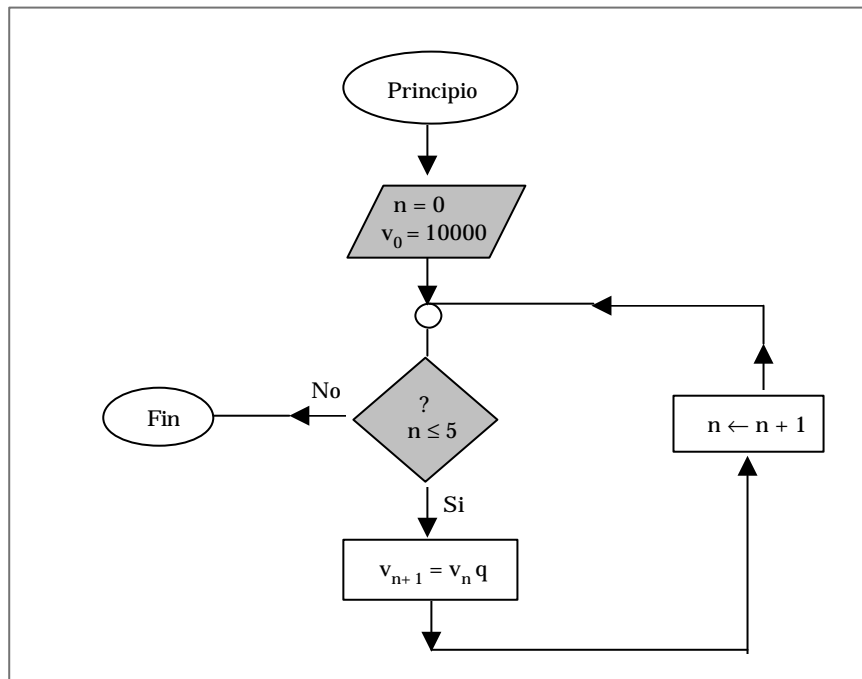 Principio
n = 0
v₀ = 10000
No
Fin
?
n ≤ 5
n ← n + 1
Si
vₙ₊₁ = vₙ q